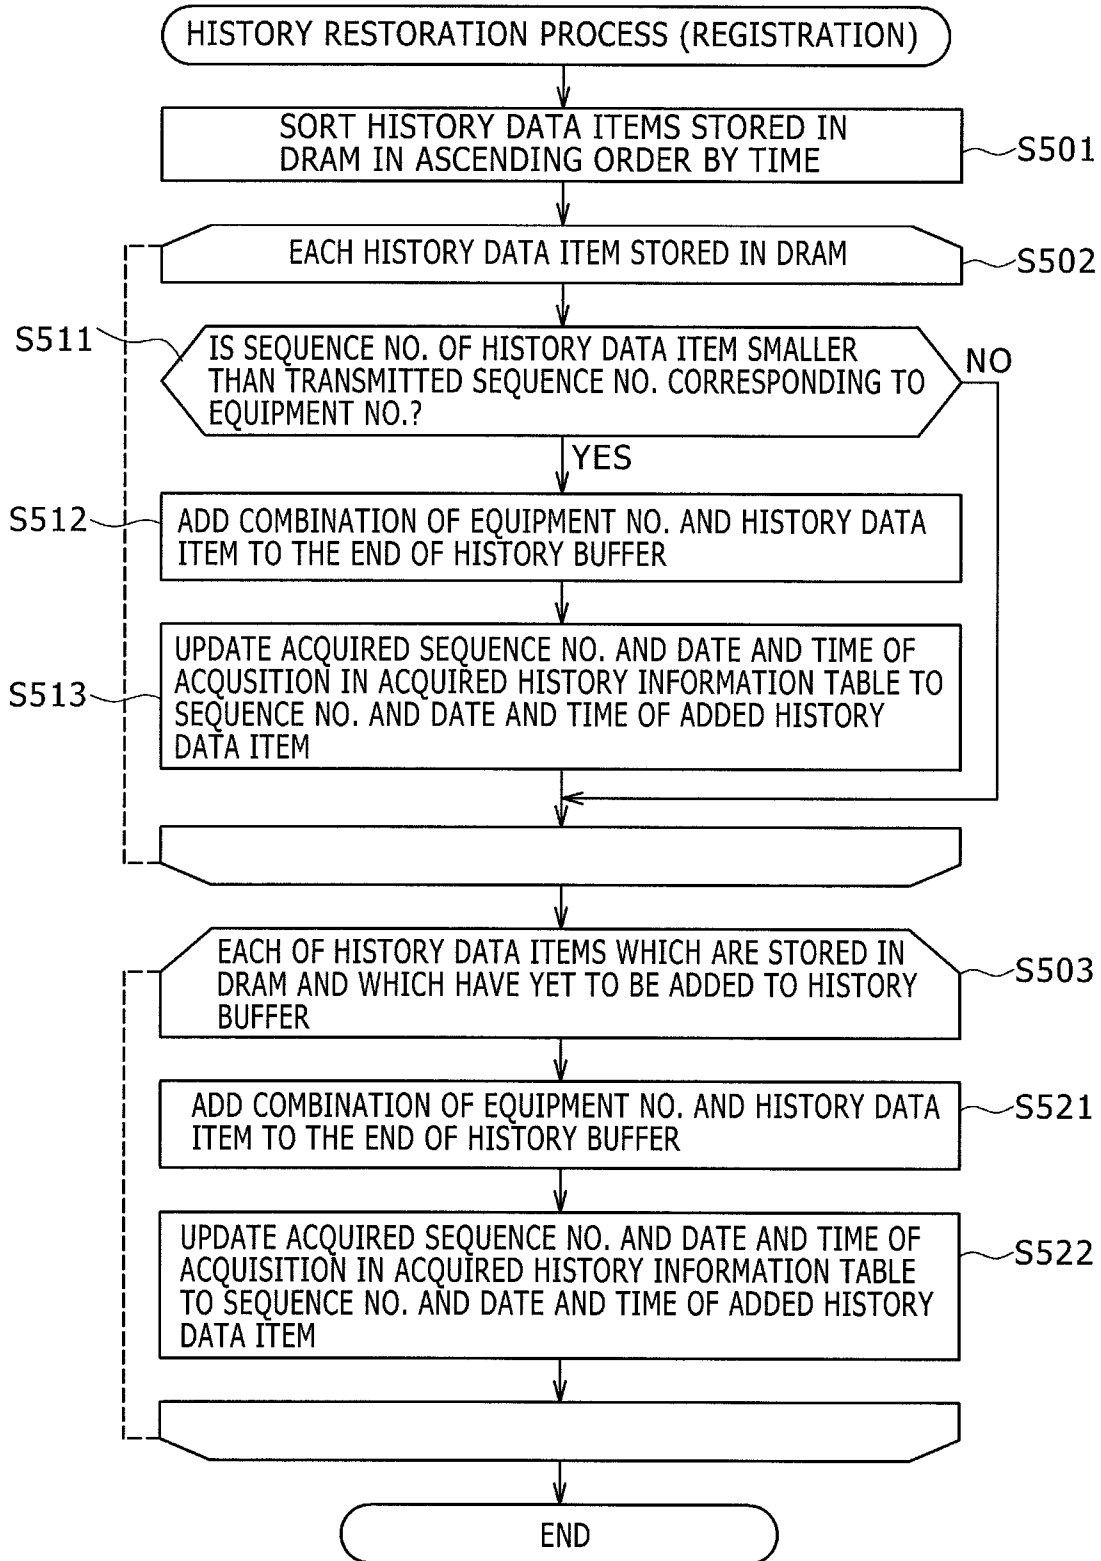 HISTORY RESTORATION PROCESS (REGISTRATION)
SORT HISTORY DATA ITEMS STORED IN
DRAM IN ASCENDING ORDER BY TIME
S501
EACH HISTORY DATA ITEM STORED IN DRAM
S502
S511
IS SEQUENCE NO. OF HISTORY DATA ITEM SMALLER
THAN TRANSMITTED SEQUENCE NO. CORRESPONDING TO
EQUIPMENT NO.?
NO
YES
S512
ADD COMBINATION OF EQUIPMENT NO. AND HISTORY DATA
ITEM TO THE END OF HISTORY BUFFER
S513
UPDATE ACQUIRED SEQUENCE NO. AND DATE AND TIME OF
ACQUSITION IN ACQUIRED HISTORY INFORMATION TABLE TO
SEQUENCE NO. AND DATE AND TIME OF ADDED HISTORY
DATA ITEM
EACH OF HISTORY DATA ITEMS WHICH ARE STORED IN
DRAM AND WHICH HAVE YET TO BE ADDED TO HISTORY
BUFFER
S503
ADD COMBINATION OF EQUIPMENT NO. AND HISTORY DATA
ITEM TO THE END OF HISTORY BUFFER
S521
UPDATE ACQUIRED SEQUENCE NO. AND DATE AND TIME OF
ACQUISITION IN ACQUIRED HISTORY INFORMATION TABLE
TO SEQUENCE NO. AND DATE AND TIME OF ADDED HISTORY
DATA ITEM
S522
END